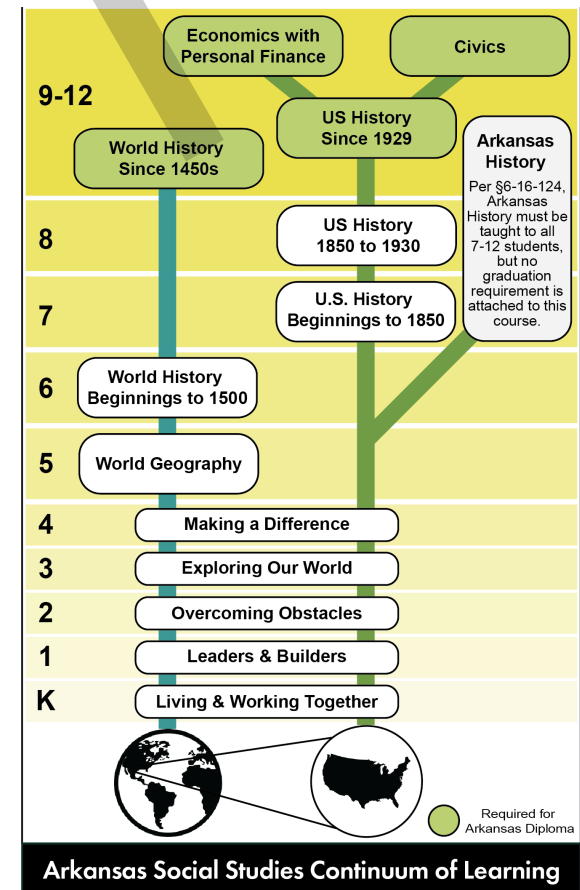 Economics with
Personal Finance
Civics
9-12
US History
Since 1929
World History
Since 1450s
Arkansas
History
Per §6-16-124,
Arkansas
History must be
taught to all
7-12 students,
but no
graduation
requirement is
attached to this
course.
8
US History
1850 to 1930
7
U.S. History
Beginnings to 1850
6
World History
Beginnings to 1500
5
World Geography
4
Making a Difference
3
Exploring Our World
2
Overcoming Obstacles
1
Leaders & Builders
K
Living & Working Together
Required for
Arkansas Diploma
Arkansas Social Studies Continuum of Learning